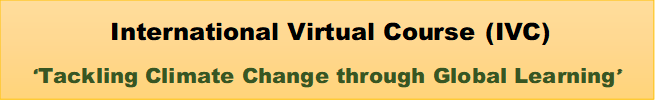 International Virtual Course (IVC)
‘Tackling Climate Change through Global Learning’